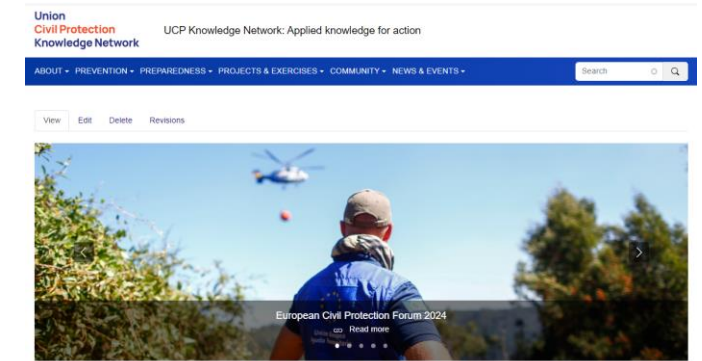 Union
Civil Protection
Knowledge Network
UCP Knowledge Network: Applied knowledge for action
ABOUT PREVENTION PREPAREDNESS PROJECTS & EXERCISES COMMUNITY NEWS & EVENTS
Search
View Edit Delete Revisions
European Civil Protection Forum 2024
Read more